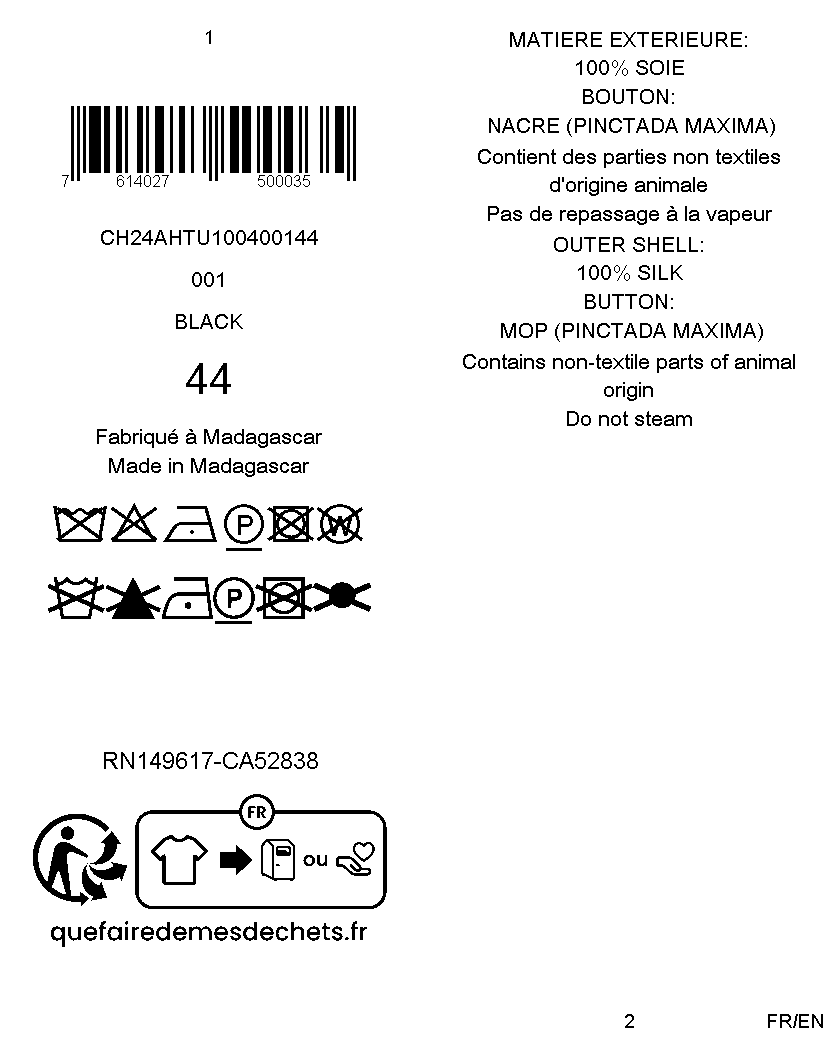 1
7 614027 500035
CH24AHTU100400144
001
BLACK
44
Fabriqué à Madagascar
Made in Madagascar
P
W
P
RN149617-CA52838
FR
ou
quefairedemesdechets.fr
MATIERE EXTERIEURE:
100% SOIE
BOUTON:
NACRE (PINCTADA MAXIMA)
Contient des parties non textiles
d'origine animale
Pas de repassage à la vapeur
OUTER SHELL:
100% SILK
BUTTON:
MOP (PINCTADA MAXIMA)
Contains non-textile parts of animal
origin
Do not steam
2
FR/EN